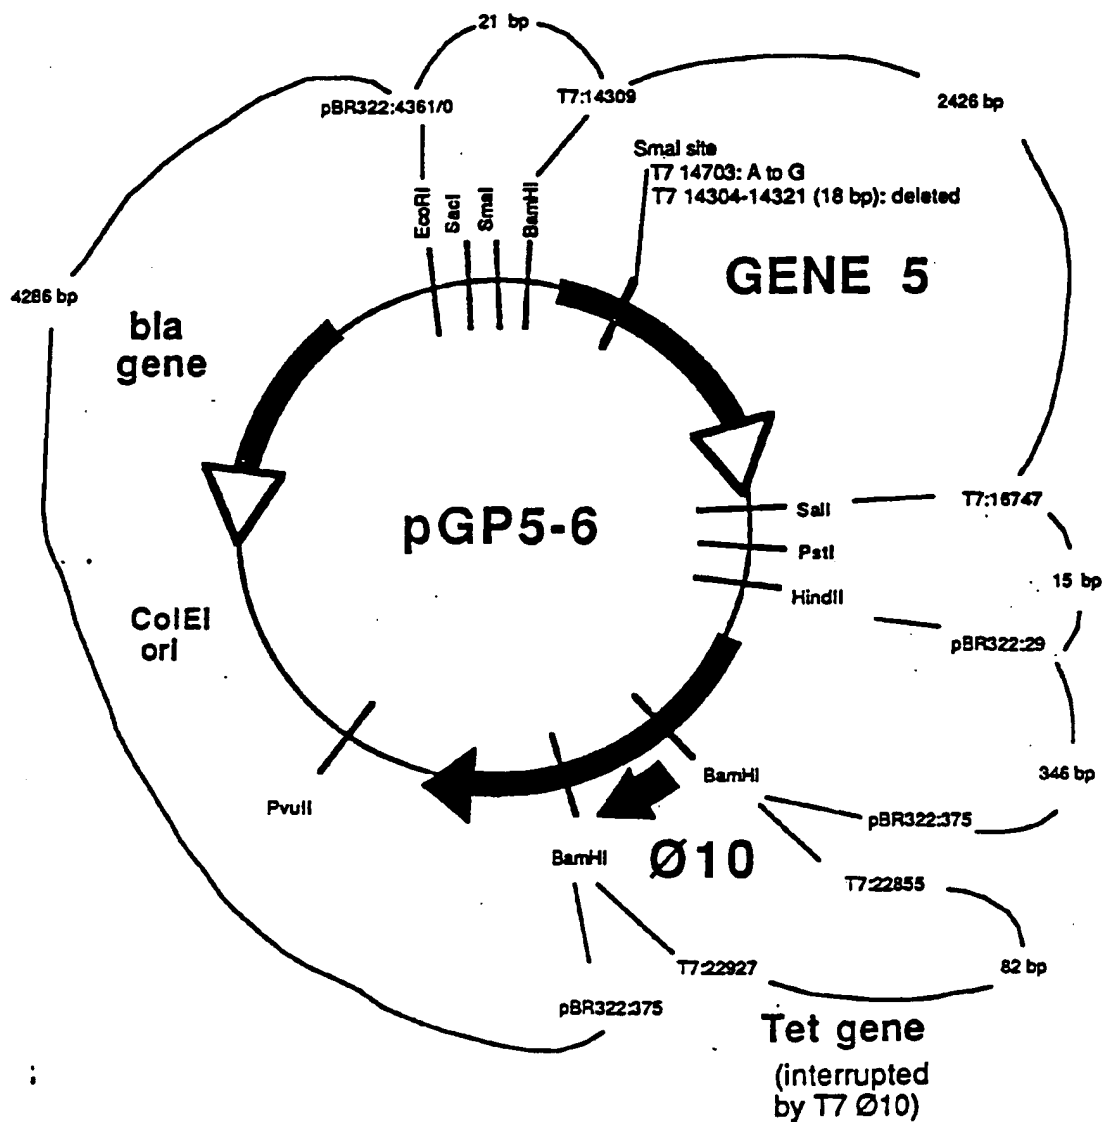 21 bp
pBR322:4361/0
T7:14309
2426 bp
SmaI site
T7 14703: A to G
T7 14304-14321 (18 bp): deleted
EcoRI
SacI
SmaI
BamHI
GENE 5
4286 bp
bla
gene
pGP5-6
SalI
T7:16747
PstI
15 bp
HindII
ColEI
ori
pBR322:29
PvuII
BamHI
346 bp
pBR322:375
BamHI
Ø10
T7:22855
T7:22927
82 bp
pBR322:375
Tet gene
(interrupted
by T7 Ø10)